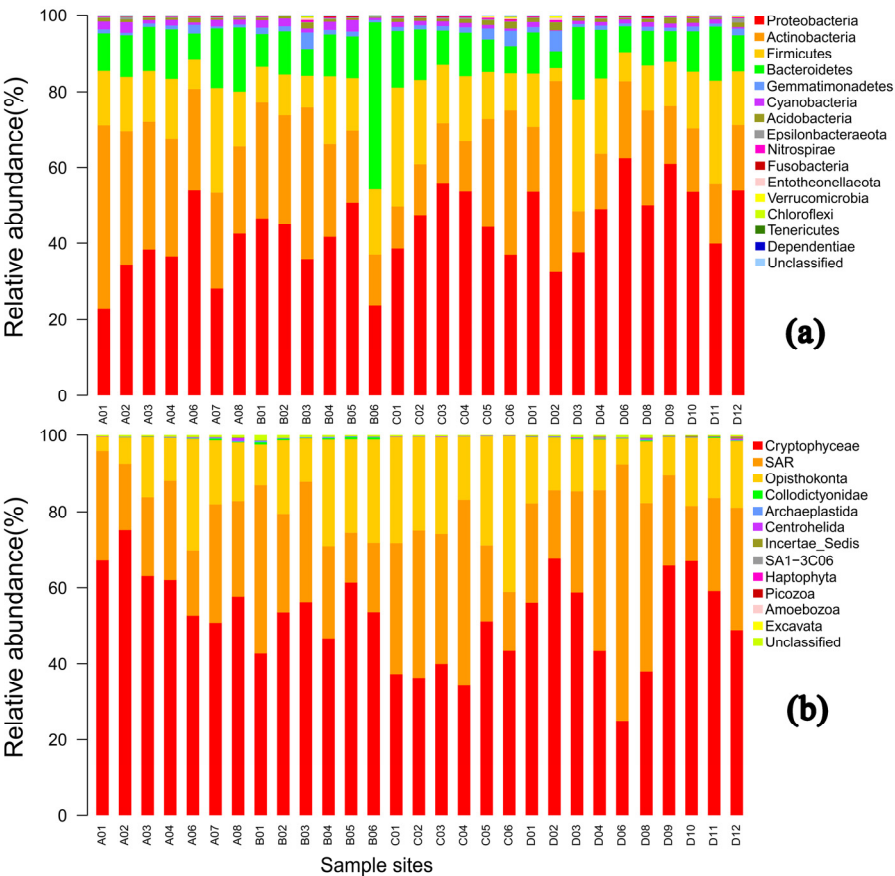 Relative abundance(%)
100
80
60
40
20
0
A01 A02 A03 A04 A06 A07 A08 B01 B02 B03 B04 B05 B06 C01 C02 C03 C04 C05 C06 D01 D02 D03 D04 D06 D08 D09 D10 D11 D12
Proteobacteria
Actinobacteria
Firmicutes
Bacteroidetes
Gemmatimonadetes
Cyanobacteria
Acidobacteria
Epsilonbacteraeota
Nitrospirae
Fusobacteria
Entotheonellaeota
Verrucomicrobia
Chloroflexi
Tenericutes
Dependentiae
Unclassified
(a)
Relative abundance(%)
100
80
60
40
20
0
A01 A02 A03 A04 A06 A07 A08 B01 B02 B03 B04 B05 B06 C01 C02 C03 C04 C05 C06 D01 D02 D03 D04 D06 D08 D09 D10 D11 D12
Sample sites
Cryptophyceae
SAR
Opisthokonta
Collodictyonidae
Archaeplastida
Centrohelida
Incertae_Sedis
SA1-3C06
Haptophyta
Picozoa
Amoebozoa
Excavata
Unclassified
(b)